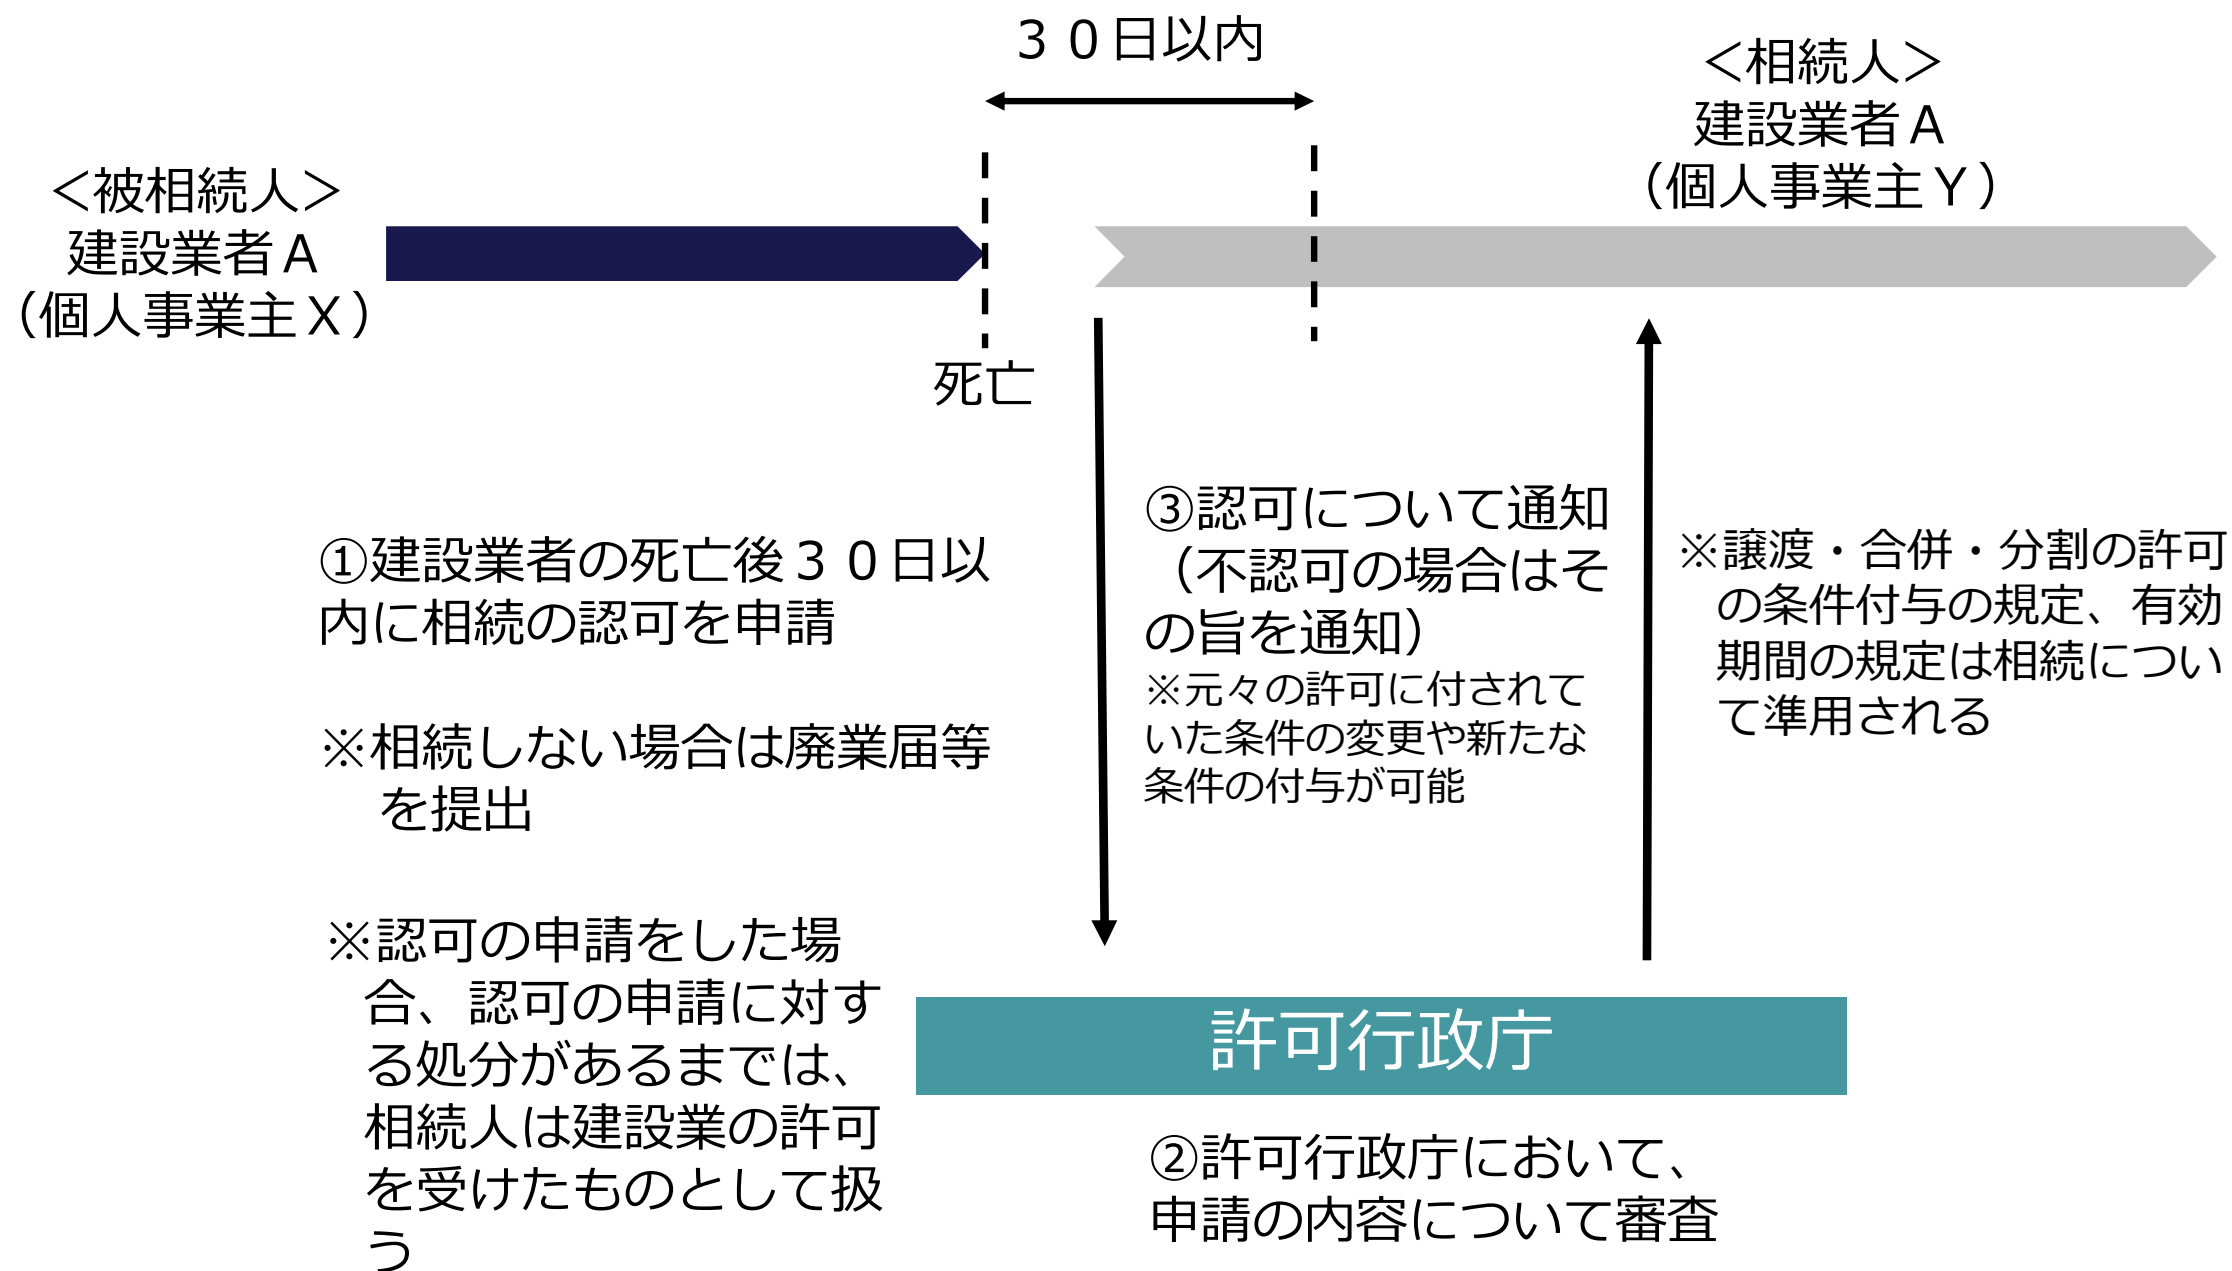 ３０日以内
＜相続人＞
建設業者Ａ
（個人事業主Ｙ）
＜被相続人＞
建設業者Ａ
（個人事業主Ｘ）
死亡
①建設業者の死亡後３０日以
内に相続の認可を申請
※相続しない場合は廃業届等
を提出
※認可の申請をした場
合、認可の申請に対す
る処分があるまでは、
相続人は建設業の許可
を受けたものとして扱
う
③認可について通知
（不認可の場合はそ
の旨を通知）
※元々の許可に付されて
いた条件の変更や新たな
条件の付与が可能
※譲渡・合併・分割の許可
の条件付与の規定、有効
期間の規定は相続につい
て準用される
許可行政庁
②許可行政庁において、
申請の内容について審査